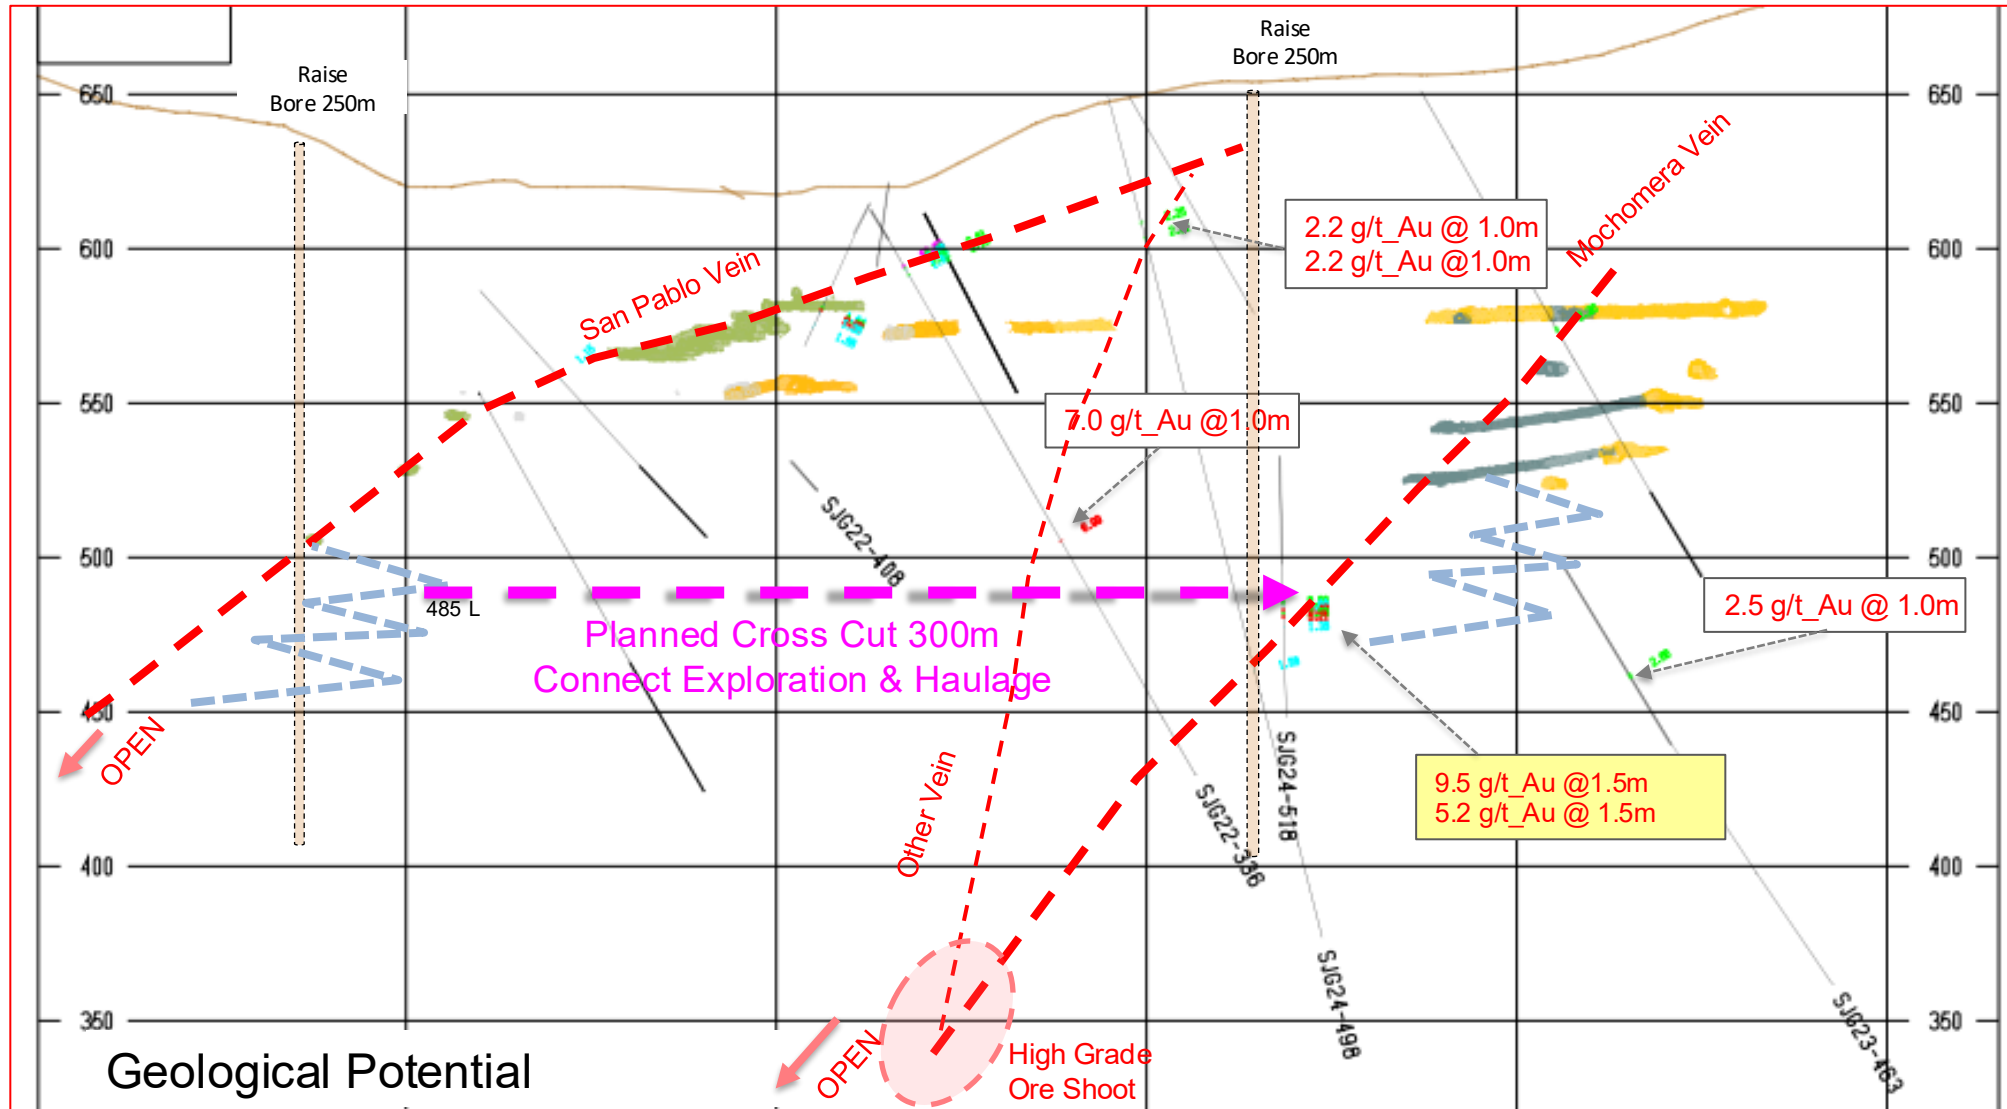 Raise
Bore 250m
Raise
Bore 250m
650
650
Mochomera Vein
2.2 g/t_Au @ 1.0m
2.2 g/t_Au @1.0m
600
600
San Pablo Vein
550
550
7.0 g/t_Au @1.0m
SJG22-408
500
500
485 L
2.5 g/t_Au @ 1.0m
Planned Cross Cut 300m
Connect Exploration & Haulage
450
450
OPEN
9.5 g/t_Au @1.5m
5.2 g/t_Au @ 1.5m
Other Vein
SJG22-336
SJG24-518
400
400
SJG24-498
SJG23-463
350
350
OPEN
High Grade
Ore Shoot
Geological Potential